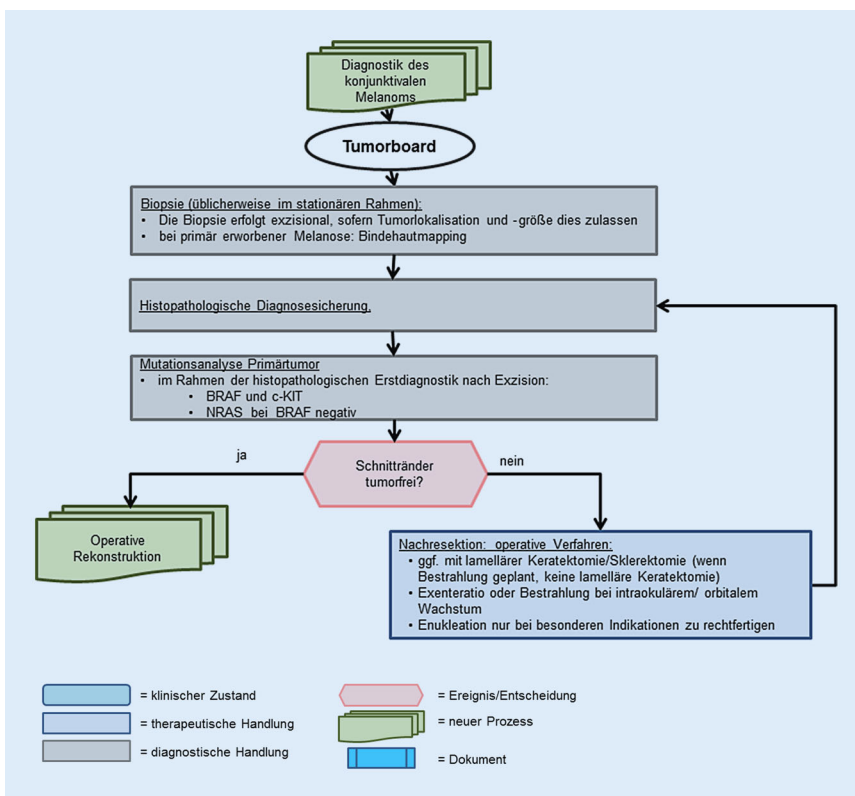 Diagnostik des
konjunktivalen
Melanoms
Tumorboard
Biopsie (üblicherweise im stationären Rahmen):
• Die Biopsie erfolgt exzisional, sofern Tumorlokalisation und -größe dies zulassen
• bei primär erworbener Melanose: Bindehautmapping
Histopathologische Diagnosesicherung,
Mutationsanalyse Primärtumor
• im Rahmen der histopathologischen Erstdiagnostik nach Exzision:
• BRAF und c-KIT
• NRAS bei BRAF negativ
ja
Schnittränder
tumorfrei?
nein
Operative
Rekonstruktion
Nachresektion: operative Verfahren:
• ggf. mit lamellärer Keratektomie/Sklerektomie (wenn
Bestrahlung geplant, keine lamelläre Keratektomie)
• Exenteratio oder Bestrahlung bei intraokulärem/ orbitalem
Wachstum
• Enukleation nur bei besonderen Indikationen zu rechtfertigen
= klinischer Zustand
= therapeutische Handlung
= diagnostische Handlung
= Ereignis/Entscheidung
= neuer Prozess
= Dokument